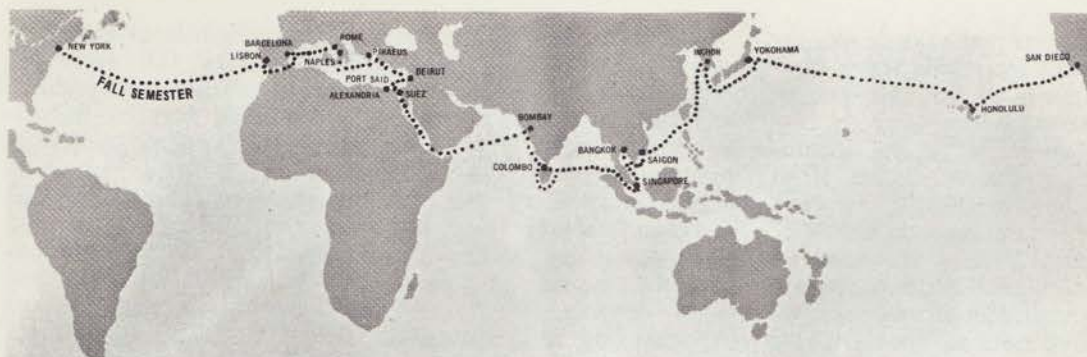 NEW YORK
FALL SEMESTER
LISBON
BARCELONA
ROME
NAPLES
PIRAEUS
PORT SAID
BEIRUT
ALEXANDRIA
SUEZ
BOMBAY
COLOMBO
BANGKOK
SAIGON
SINGAPORE
INCHON
YOKOHAMA
HONOLULU
SAN DIEGO